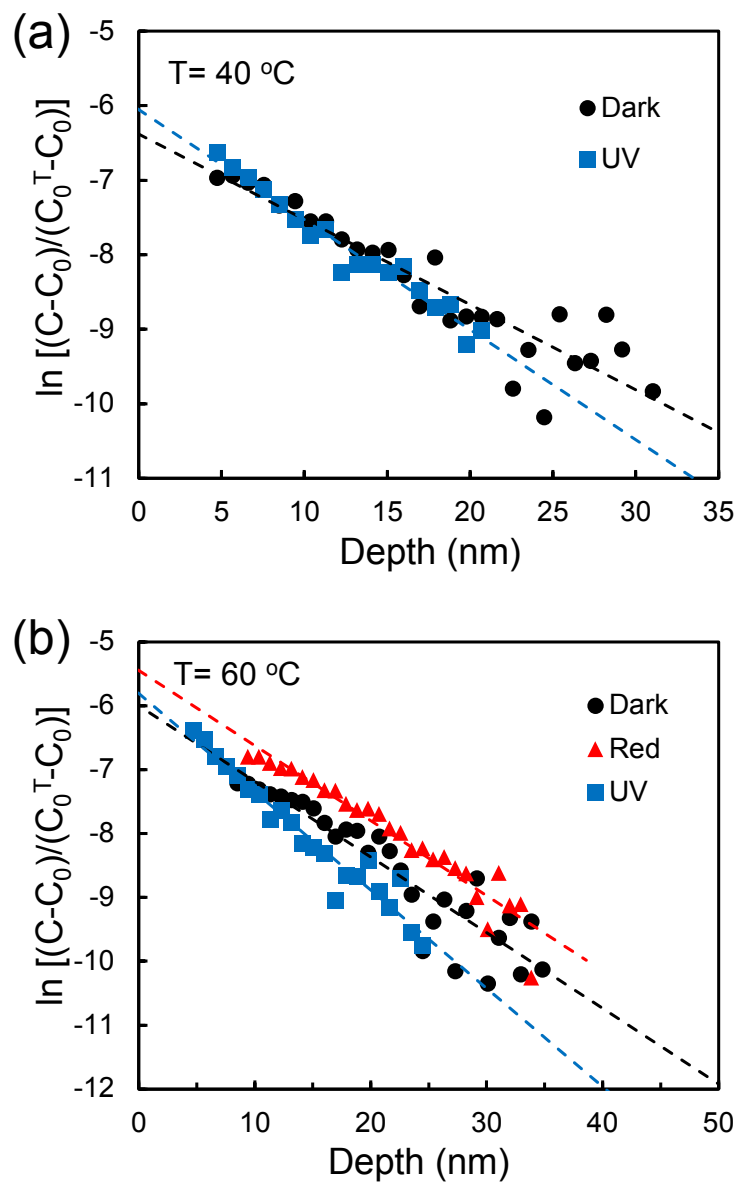 (a)
T= 40 °C
Dark
UV
-5
-6
-7
-8
-9
-10
-11
0 5 10 15 20 25 30 35
ln [(C-C₀)/(C₀ᵀ-C₀)]
Depth (nm)
(b)
T= 60 °C
Dark
Red
UV
-5
-6
-7
-8
-9
-10
-11
-12
0 10 20 30 40 50
ln [(C-C₀)/(C₀ᵀ-C₀)]
Depth (nm)